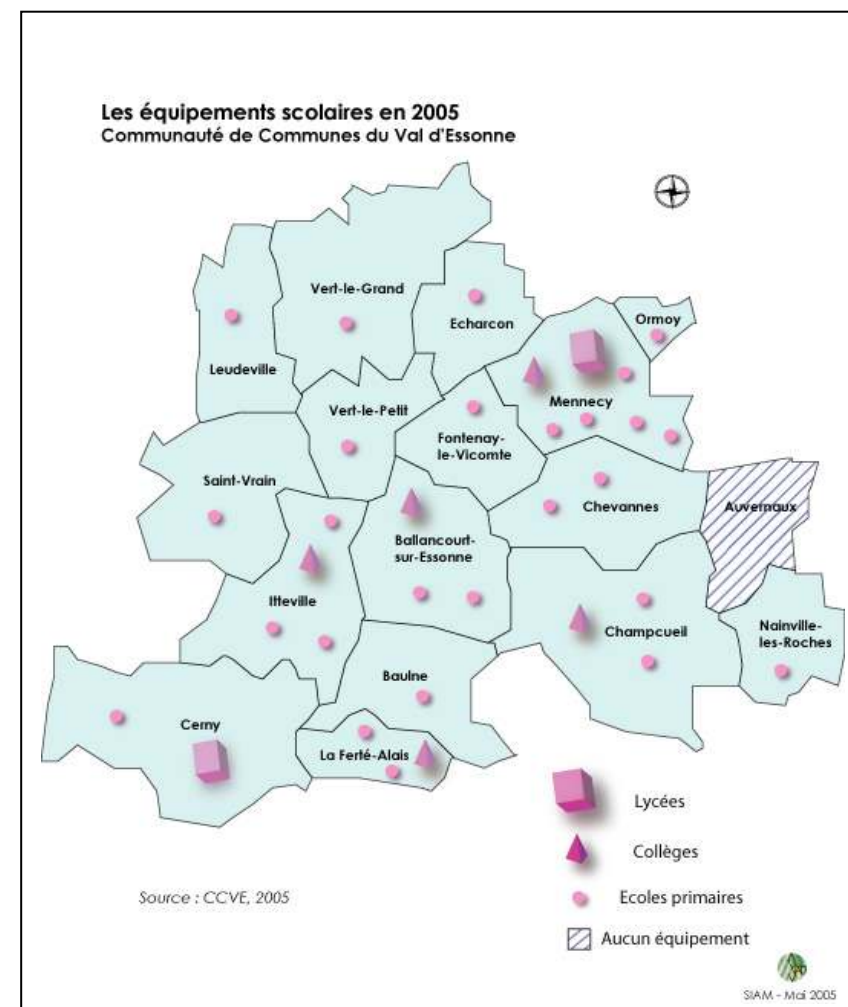 Les équipements scolaires en 2005
Communauté de Communes du Val d'Essonne
Vert-le-Grand
Ormoy
Echarcon
Leudeville
Mennecy
Vert-le-Petit
Fontenay-
le-Vicomte
Saint-Vrain
Chevannes
Auvernaux
Ballancourt-
sur-Essonne
Itteville
Champcueil
Nainville-
les-Roches
Baulne
Cerny
La Ferté-Alais
Lycées
Collèges
Source : CCVE, 2005
Ecoles primaires
Aucun équipement
SIAM - Mai 2005